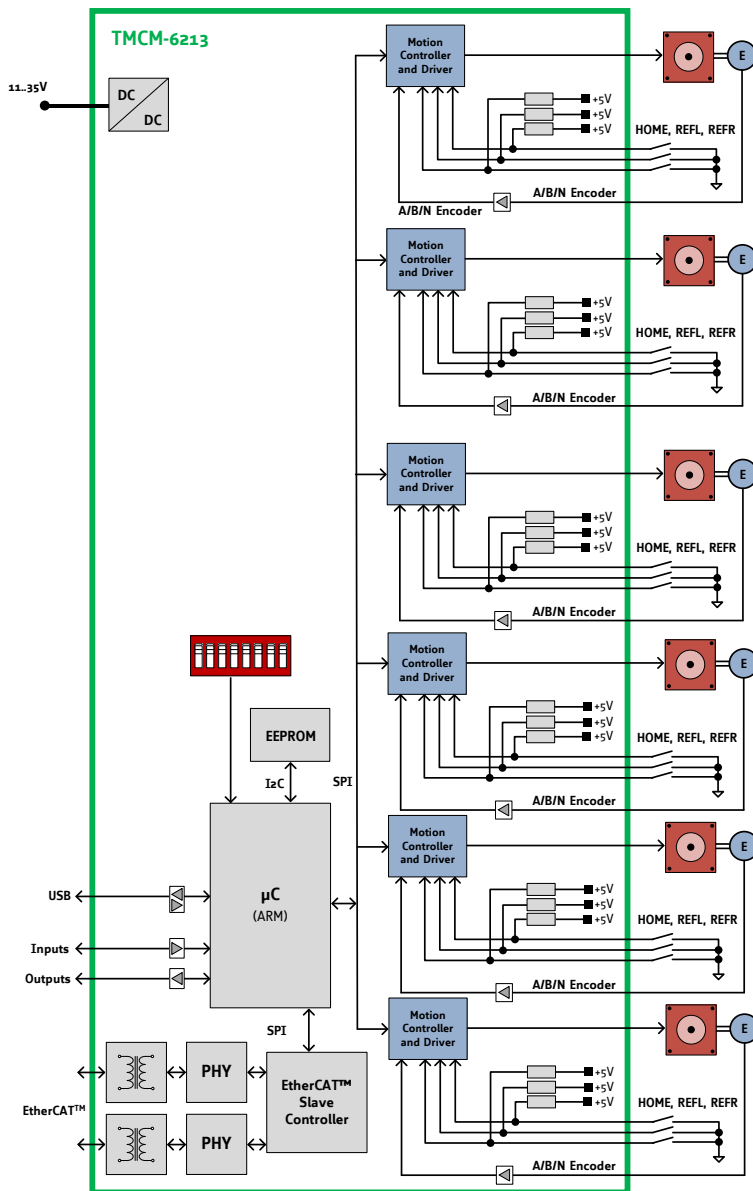 TMCM-6213
11..35V
DC
DC
Motion
Controller
and Driver
E
+5V
+5V
+5V
HOME, REFL, REFR
A/B/N Encoder
A/B/N Encoder
Motion
Controller
and Driver
E
+5V
+5V
+5V
HOME, REFL, REFR
A/B/N Encoder
Motion
Controller
and Driver
E
+5V
+5V
+5V
HOME, REFL, REFR
A/B/N Encoder
Motion
Controller
and Driver
E
+5V
+5V
+5V
HOME, REFL, REFR
A/B/N Encoder
EEPROM
I2C
SPI
Motion
Controller
and Driver
E
+5V
+5V
+5V
HOME, REFL, REFR
A/B/N Encoder
µC
(ARM)
USB
Inputs
Outputs
SPI
Motion
Controller
and Driver
E
+5V
+5V
+5V
HOME, REFL, REFR
A/B/N Encoder
PHY
PHY
EtherCAT™
Slave
Controller
EtherCAT™